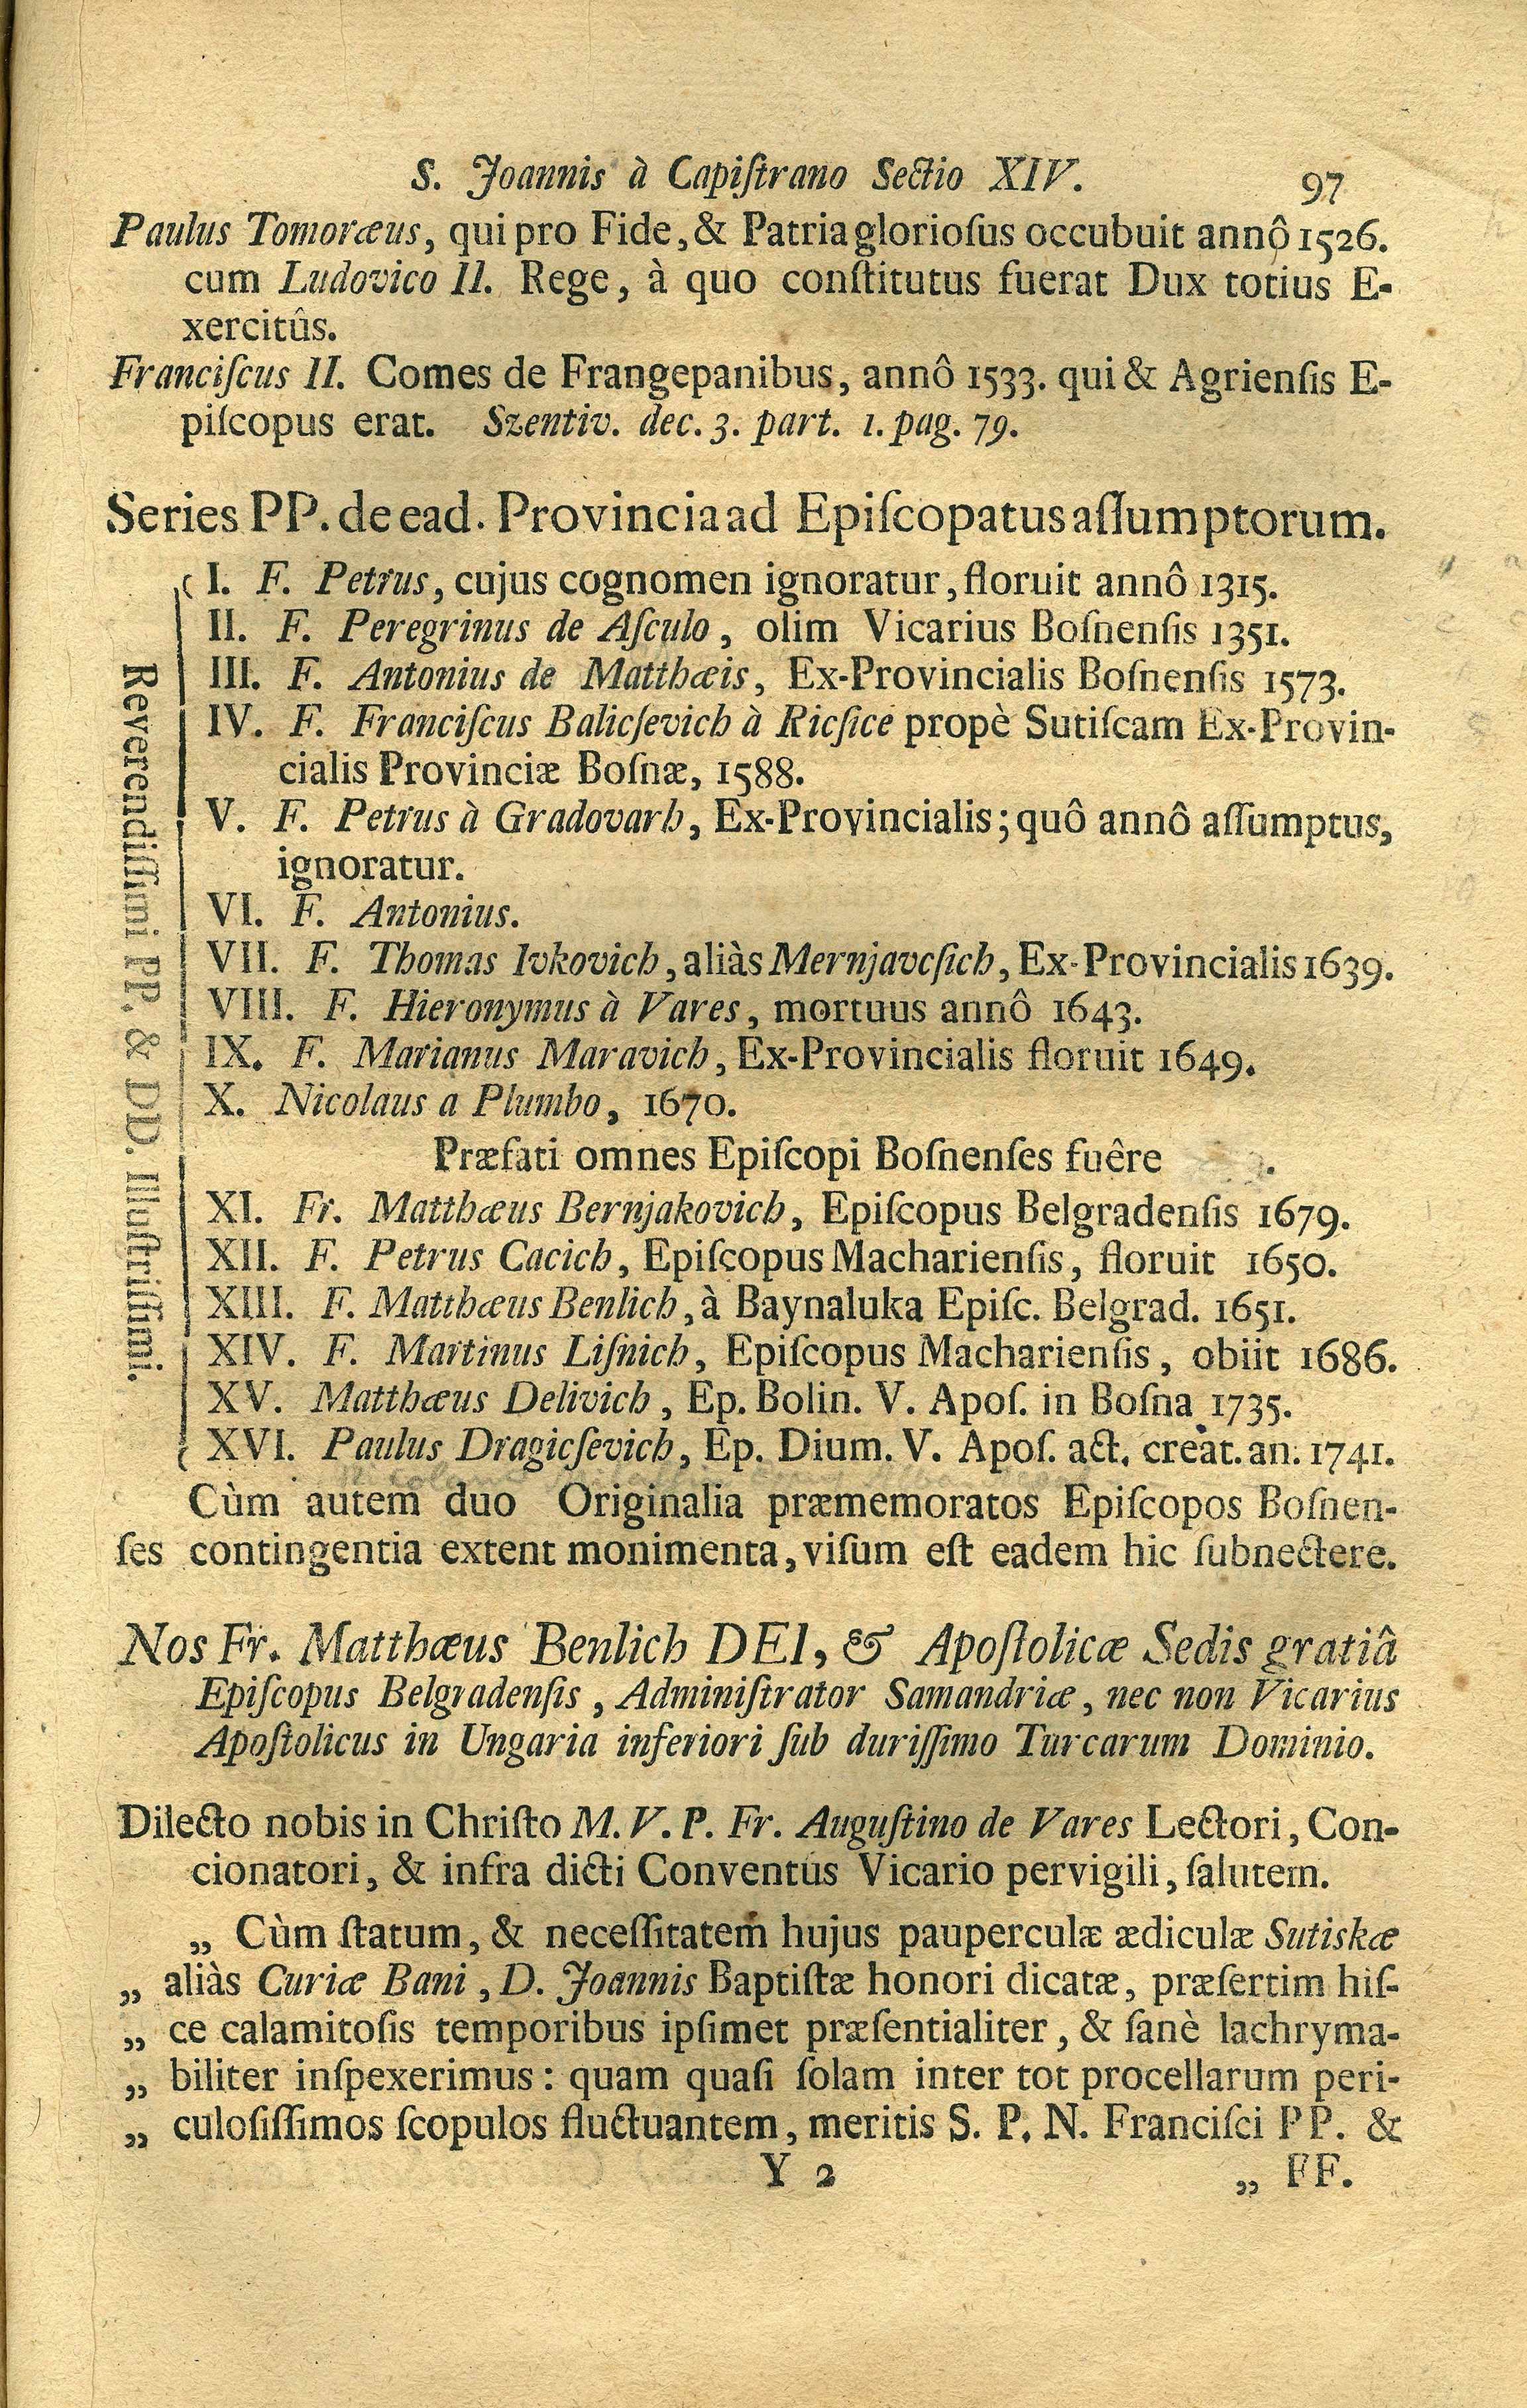 S. Joannis à Capiſtrano Sectio XIV. 97
Paulus Tomoræus, qui pro Fide, & Patria glorioſus occubuit annô 1526.
cum Ludovico II. Rege, à quo conſtitutus fuerat Dux totius E-
xercitûs.
Franciſcus II. Comes de Frangepanibus, annô 1533. qui & Agrienſis E-
piſcopus erat. Szentiv. dec. 3. part. 1. pag. 79.
Series PP. de ead. Provincia ad Epiſcopatus aſſumptorum.
Reverendiſſimi PP. & DD. Illuſtriſſimi.
I. F. Petrus, cujus cognomen ignoratur, floruit annô 1315.
II. F. Peregrinus de Aſculo, olim Vicarius Boſnenſis 1351.
III. F. Antonius de Matthæis, Ex-Provincialis Boſnenſis 1573.
IV. F. Franciſcus Balicſevich à Ricſice propè Sutiſcam Ex-Provin-
cialis Provinciæ Boſnæ, 1588.
V. F. Petrus à Gradovarh, Ex-Provincialis; quô annô aſſumptus,
ignoratur.
VI. F. Antonius.
VII. F. Thomas Ivkovich, aliàs Mernjavcſich, Ex-Provincialis 1639.
VIII. F. Hieronymus à Vares, mortuus annô 1643.
IX. F. Marianus Maravich, Ex-Provincialis floruit 1649.
X. Nicolaus a Plumbo, 1670.
Præfati omnes Epiſcopi Boſnenſes fuêre .
XI. Fr. Matthæus Bernjakovich, Epiſcopus Belgradenſis 1679.
XII. F. Petrus Cacich, Epiſcopus Macharienſis, floruit 1650.
XIII. F. Matthæus Benlich, à Baynaluka Epiſc. Belgrad. 1651.
XIV. F. Martinus Liſnich, Epiſcopus Macharienſis, obiit 1686.
XV. Matthæus Delivich, Ep. Bolin. V. Apoſ. in Boſna 1735.
XVI. Paulus Dragicſevich, Ep. Dium. V. Apoſ. act. creat. an. 1741.
Cùm autem duo Originalia præmemoratos Epiſcopos Boſnen-
ſes contingentia extent monimenta, viſum eſt eadem hic ſubnectere.
Nos Fr. Matthæus Benlich DEI, & Apoſtolicæ Sedis gratiâ
Epiſcopus Belgradenſis, Adminiſtrator Samandriæ, nec non Vicarius
Apoſtolicus in Ungaria inferiori ſub duriſſimo Turcarum Dominio.
Dilecto nobis in Chriſto M. V. P. Fr. Auguſtino de Vares Lectori, Con-
cionatori, & infra dicti Conventûs Vicario pervigili, ſalutem.
„ Cùm ſtatum, & neceſſitatem hujus pauperculæ ædiculæ Sutiskæ
„ aliàs Curiæ Bani, D. Joannis Baptiſtæ honori dicatæ, præſertim hiſ-
„ ce calamitoſis temporibus ipſimet præſentialiter, & ſanè lachryma-
„ biliter inſpexerimus: quam quaſi ſolam inter tot procellarum peri-
„ culoſiſſimos ſcopulos fluctuantem, meritis S. P. N. Franciſci PP. &
Y 2 „ FF.